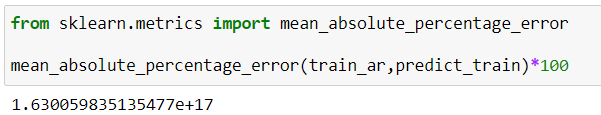 from sklearn.metrics import mean_absolute_percentage_error
mean_absolute_percentage_error(train_ar,predict_train)*100
1.630059835135477e+17